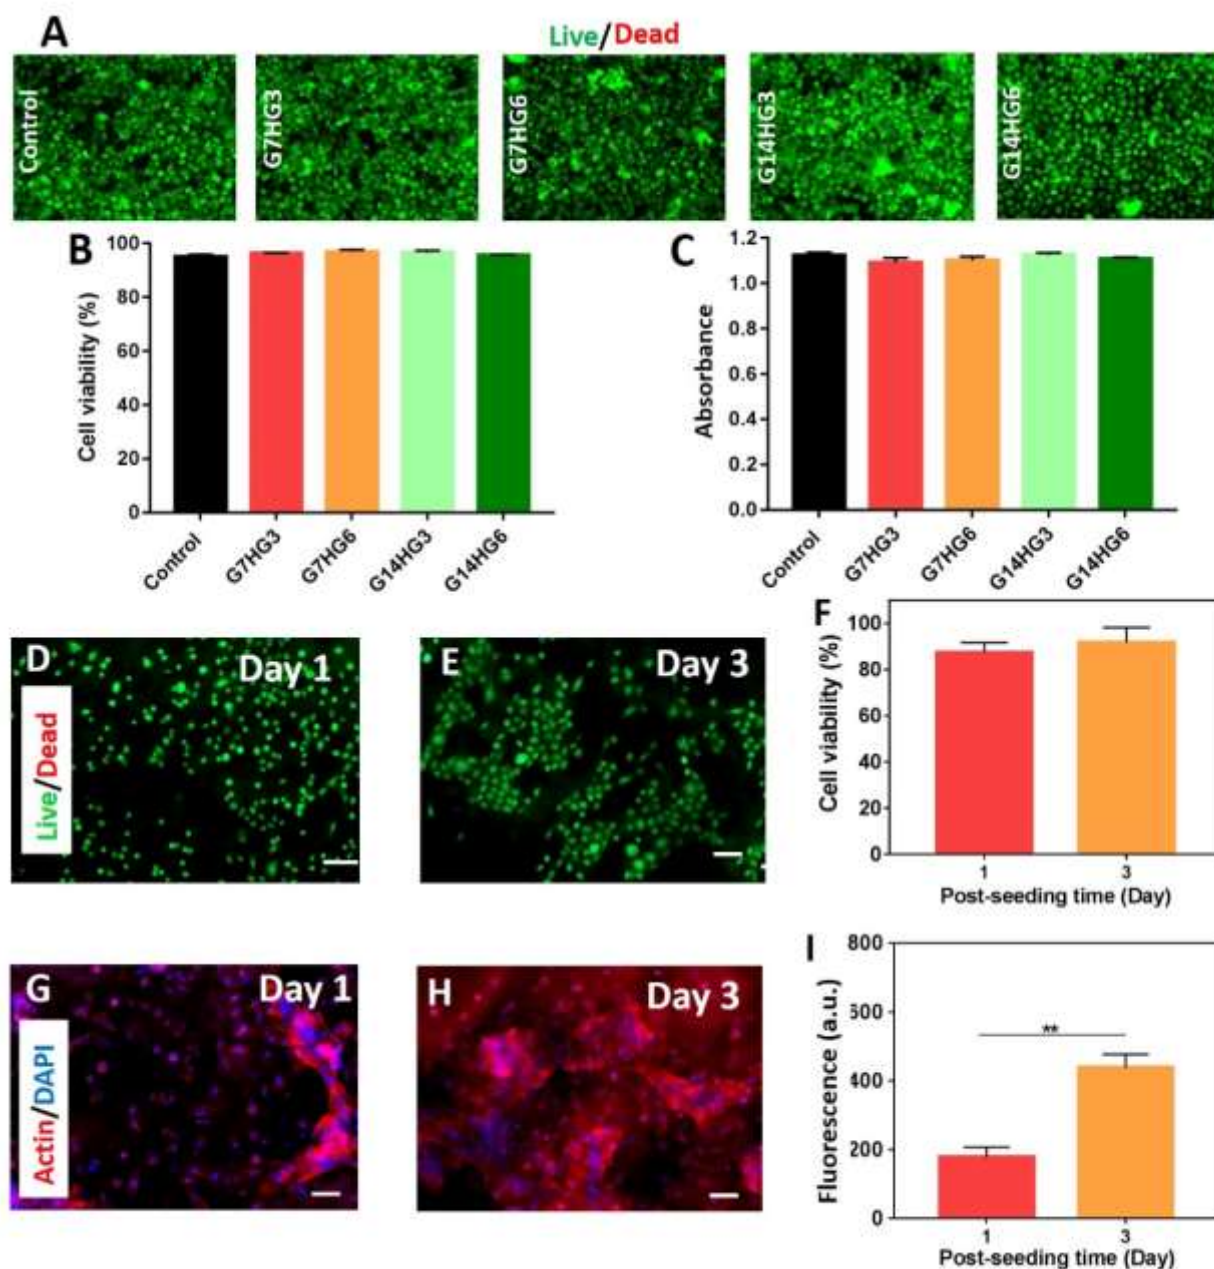 A
Live/Dead
Control
G7HG3
G7HG6
G14HG3
G14HG6
B
Cell viability (%)
100
80
60
40
20
0
Control
G7HG3
G7HG6
G14HG3
G14HG6
C
Absorbance
1.2
1.0
0.8
0.6
0.4
0.2
0.0
Control
G7HG3
G7HG6
G14HG3
G14HG6
D
Day 1
Live/Dead
E
Day 3
F
Cell viability (%)
100
80
60
40
20
0
1
3
Post-seeding time (Day)
G
Day 1
Actin/DAPI
H
Day 3
I
Fluorescence (a.u.)
800
600
400
200
0
**
1
3
Post-seeding time (Day)